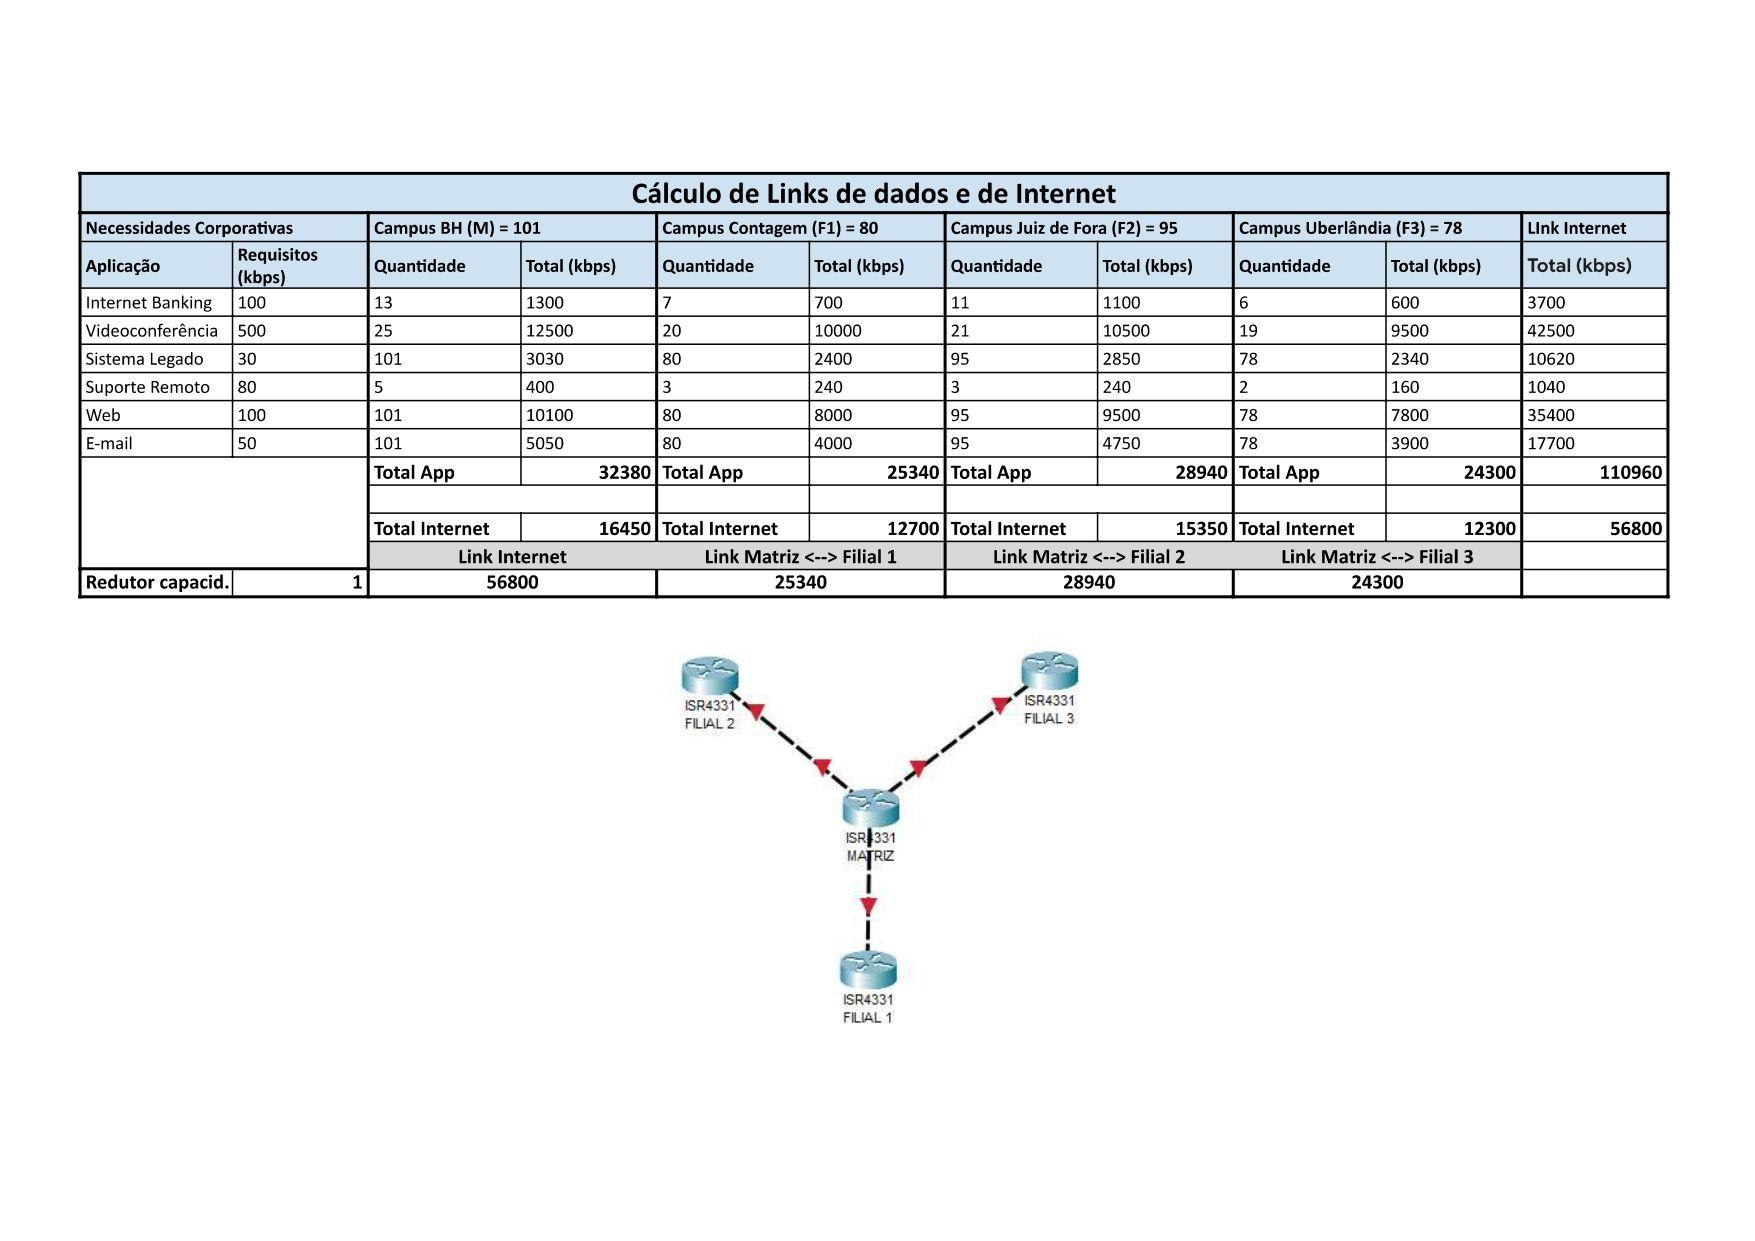 Cálculo de Links de dados e de Internet
Necessidades Corporativas Campus BH (M) = 101 Campus Contagem (F1) = 80 Campus Juiz de Fora (F2) = 95 Campus Uberlândia (F3) = 78 LInk Internet
Aplicação Requisitos (kbps) Quantidade Total (kbps) Quantidade Total (kbps) Quantidade Total (kbps) Quantidade Total (kbps) Total (kbps)
Internet Banking 100 13 1300 7 700 11 1100 6 600 3700
Videoconferência 500 25 12500 20 10000 21 10500 19 9500 42500
Sistema Legado 30 101 3030 80 2400 95 2850 78 2340 10620
Suporte Remoto 80 5 400 3 240 3 240 2 160 1040
Web 100 101 10100 80 8000 95 9500 78 7800 35400
E-mail 50 101 5050 80 4000 95 4750 78 3900 17700
Total App 32380 Total App 25340 Total App 28940 Total App 24300 110960
Total Internet 16450 Total Internet 12700 Total Internet 15350 Total Internet 12300 56800
Link Internet Link Matriz <--> Filial 1 Link Matriz <--> Filial 2 Link Matriz <--> Filial 3
Redutor capacid. 1 56800 25340 28940 24300
ISR4331
FILIAL 2
ISR4331
FILIAL 3
ISR4331
MATRIZ
ISR4331
FILIAL 1